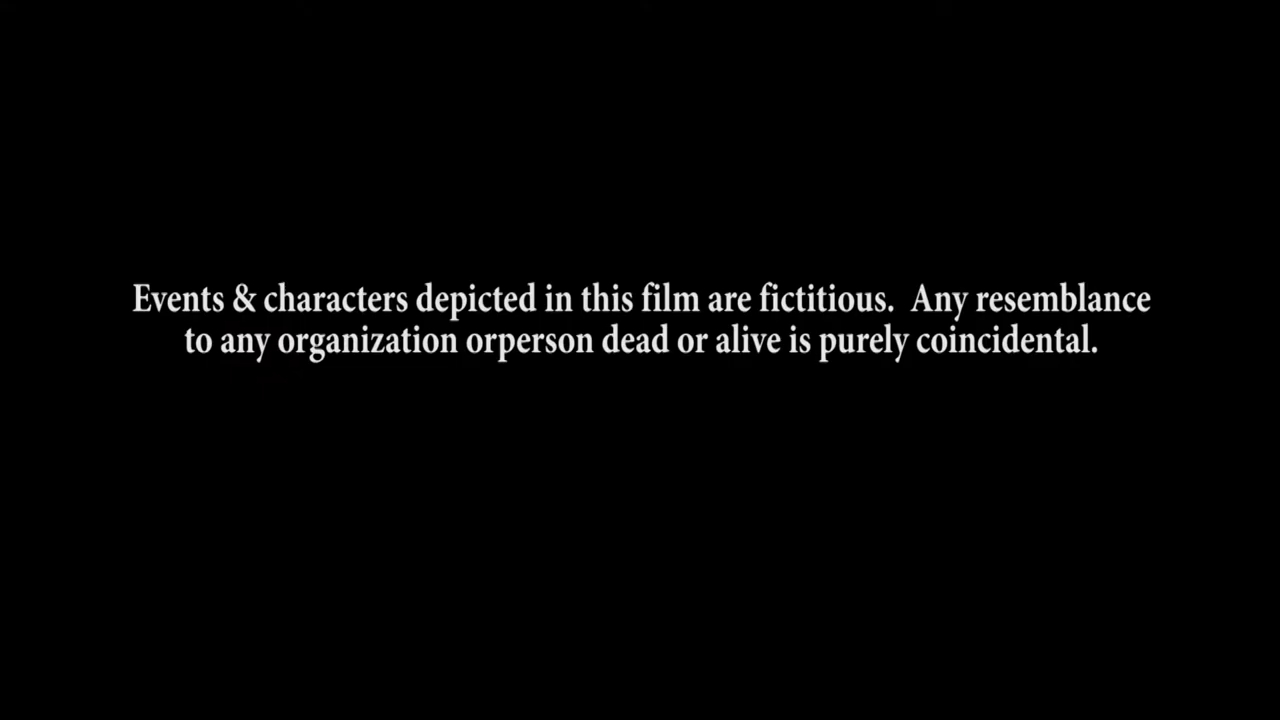 Events & characters depicted in this film are fictitious.  Any resemblance
to any organization orperson dead or alive is purely coincidental.